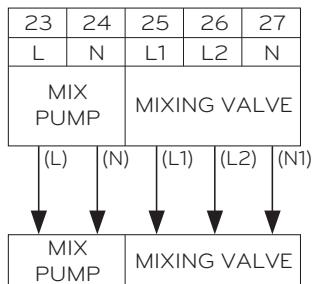 23 24 25 26 27
L N L1 L2 N
MIX MIXING VALVE
PUMP
(L) (N) (L1) (L2) (N1)
MIX MIXING VALVE
PUMP